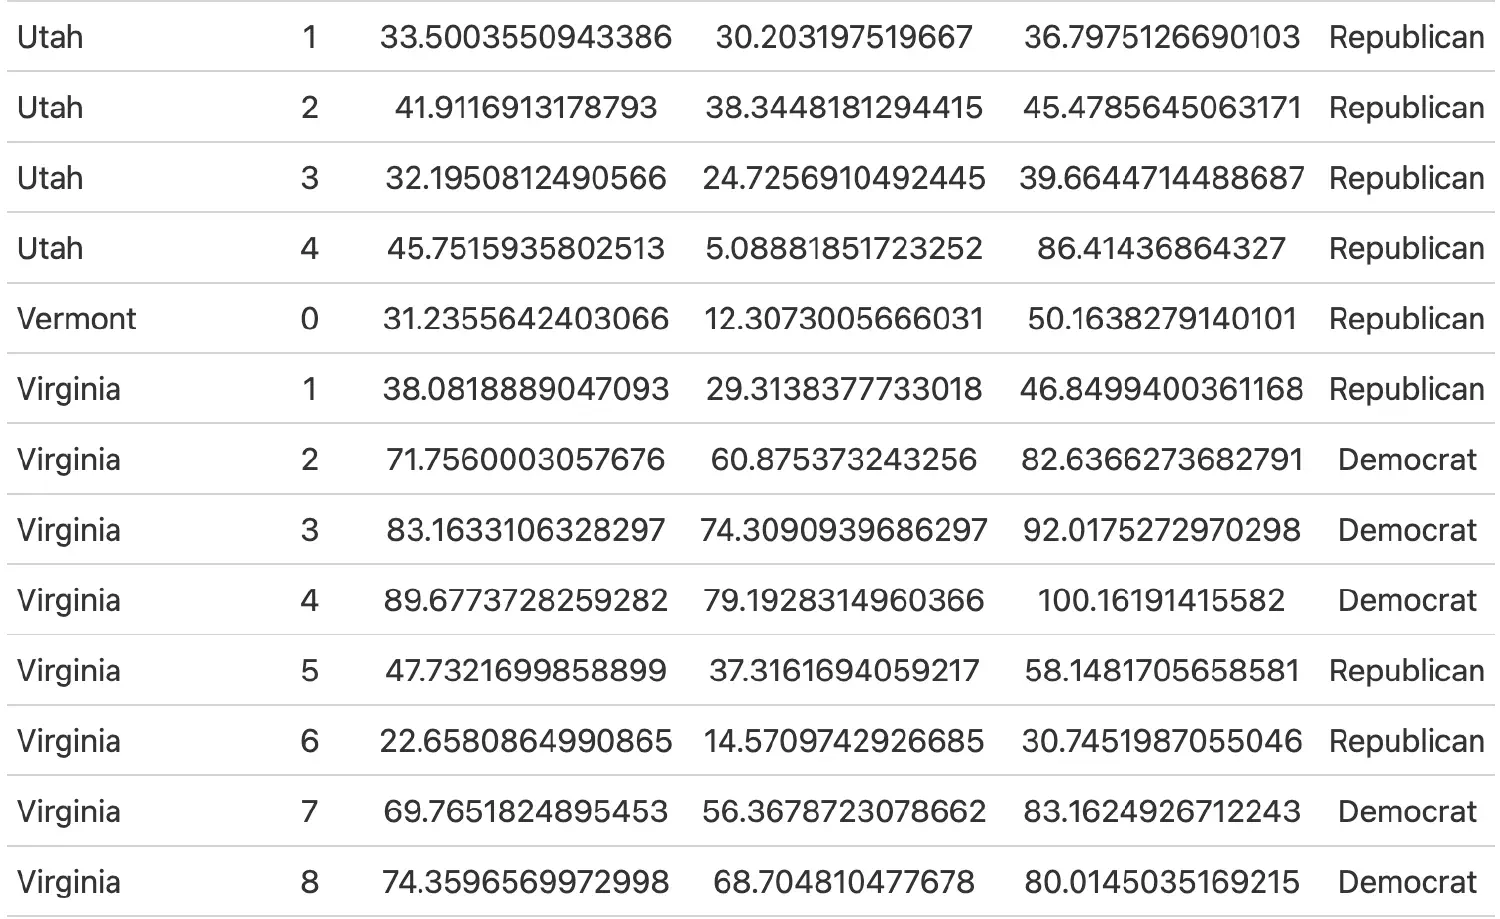 Utah 1 33.5003550943386 30.203197519667 36.7975126690103 Republican
Utah 2 41.9116913178793 38.3448181294415 45.4785645063171 Republican
Utah 3 32.1950812490566 24.7256910492445 39.6644714488687 Republican
Utah 4 45.7515935802513 5.08881851723252 86.41436864327 Republican
Vermont 0 31.2355642403066 12.3073005666031 50.1638279140101 Republican
Virginia 1 38.0818889047093 29.3138377733018 46.8499400361168 Republican
Virginia 2 71.7560003057676 60.875373243256 82.6366273682791 Democrat
Virginia 3 83.1633106328297 74.3090939686297 92.0175272970298 Democrat
Virginia 4 89.6773728259282 79.1928314960366 100.16191415582 Democrat
Virginia 5 47.7321699858899 37.3161694059217 58.1481705658581 Republican
Virginia 6 22.6580864990865 14.5709742926685 30.7451987055046 Republican
Virginia 7 69.7651824895453 56.3678723078662 83.1624926712243 Democrat
Virginia 8 74.3596569972998 68.704810477678 80.0145035169215 Democrat